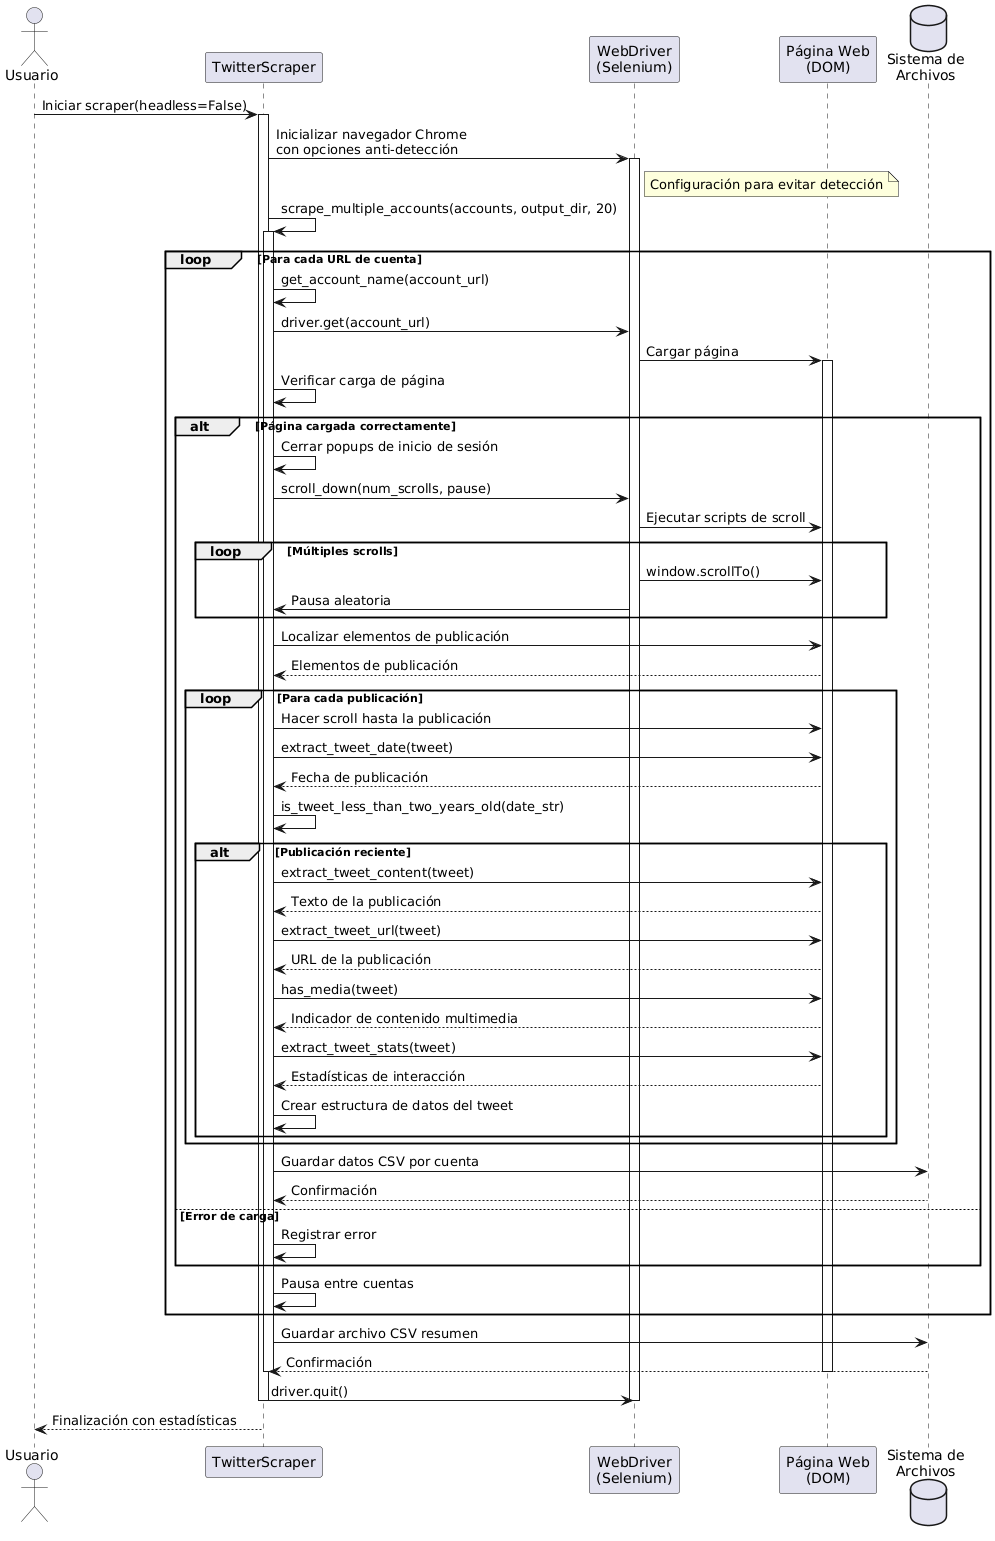 Usuario
TwitterScraper
WebDriver
(Selenium)
Página Web
(DOM)
Sistema de
Archivos
Iniciar scraper(headless=False)
Inicializar navegador Chrome
con opciones anti-detección
Configuración para evitar detección
scrape_multiple_accounts(accounts, output_dir, 20)
loop [Para cada URL de cuenta]
get_account_name(account_url)
driver.get(account_url)
Cargar página
Verificar carga de página
alt [Página cargada correctamente]
Cerrar popups de inicio de sesión
scroll_down(num_scrolls, pause)
Ejecutar scripts de scroll
loop [Múltiples scrolls]
window.scrollTo()
Pausa aleatoria
Localizar elementos de publicación
Elementos de publicación
loop [Para cada publicación]
Hacer scroll hasta la publicación
extract_tweet_date(tweet)
Fecha de publicación
is_tweet_less_than_two_years_old(date_str)
alt [Publicación reciente]
extract_tweet_content(tweet)
Texto de la publicación
extract_tweet_url(tweet)
URL de la publicación
has_media(tweet)
Indicador de contenido multimedia
extract_tweet_stats(tweet)
Estadísticas de interacción
Crear estructura de datos del tweet
Guardar datos CSV por cuenta
Confirmación
[Error de carga]
Registrar error
Pausa entre cuentas
Guardar archivo CSV resumen
Confirmación
driver.quit()
Finalización con estadísticas
Usuario
TwitterScraper
WebDriver
(Selenium)
Página Web
(DOM)
Sistema de
Archivos